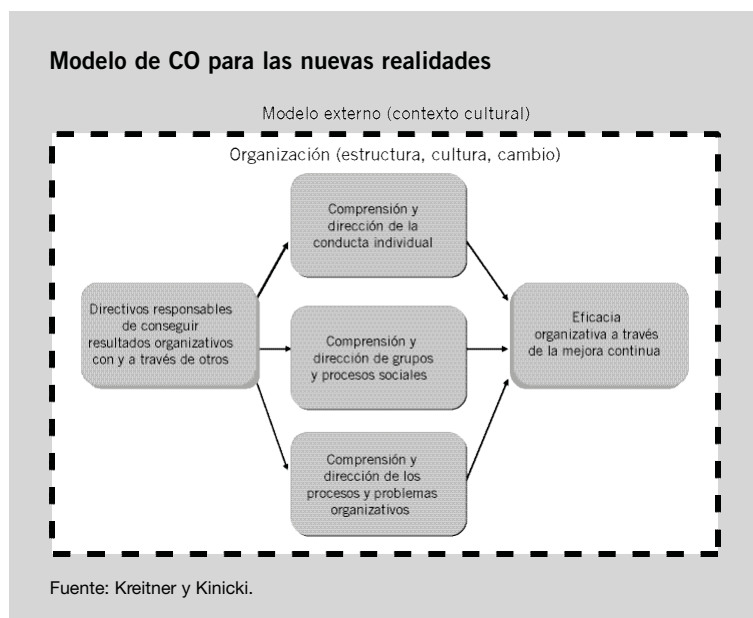 Modelo de CO para las nuevas realidades
Modelo externo (contexto cultural)
Organización (estructura, cultura, cambio)
Comprensión y
dirección de la
conducta individual
Directivos responsables
de conseguir
resultados organizativos
con y a través de otros
Comprensión y
dirección de grupos
y procesos sociales
Eficacia
organizativa a través
de la mejora continua
Comprensión y
dirección de los
procesos y problemas
organizativos
Fuente: Kreitner y Kinicki.